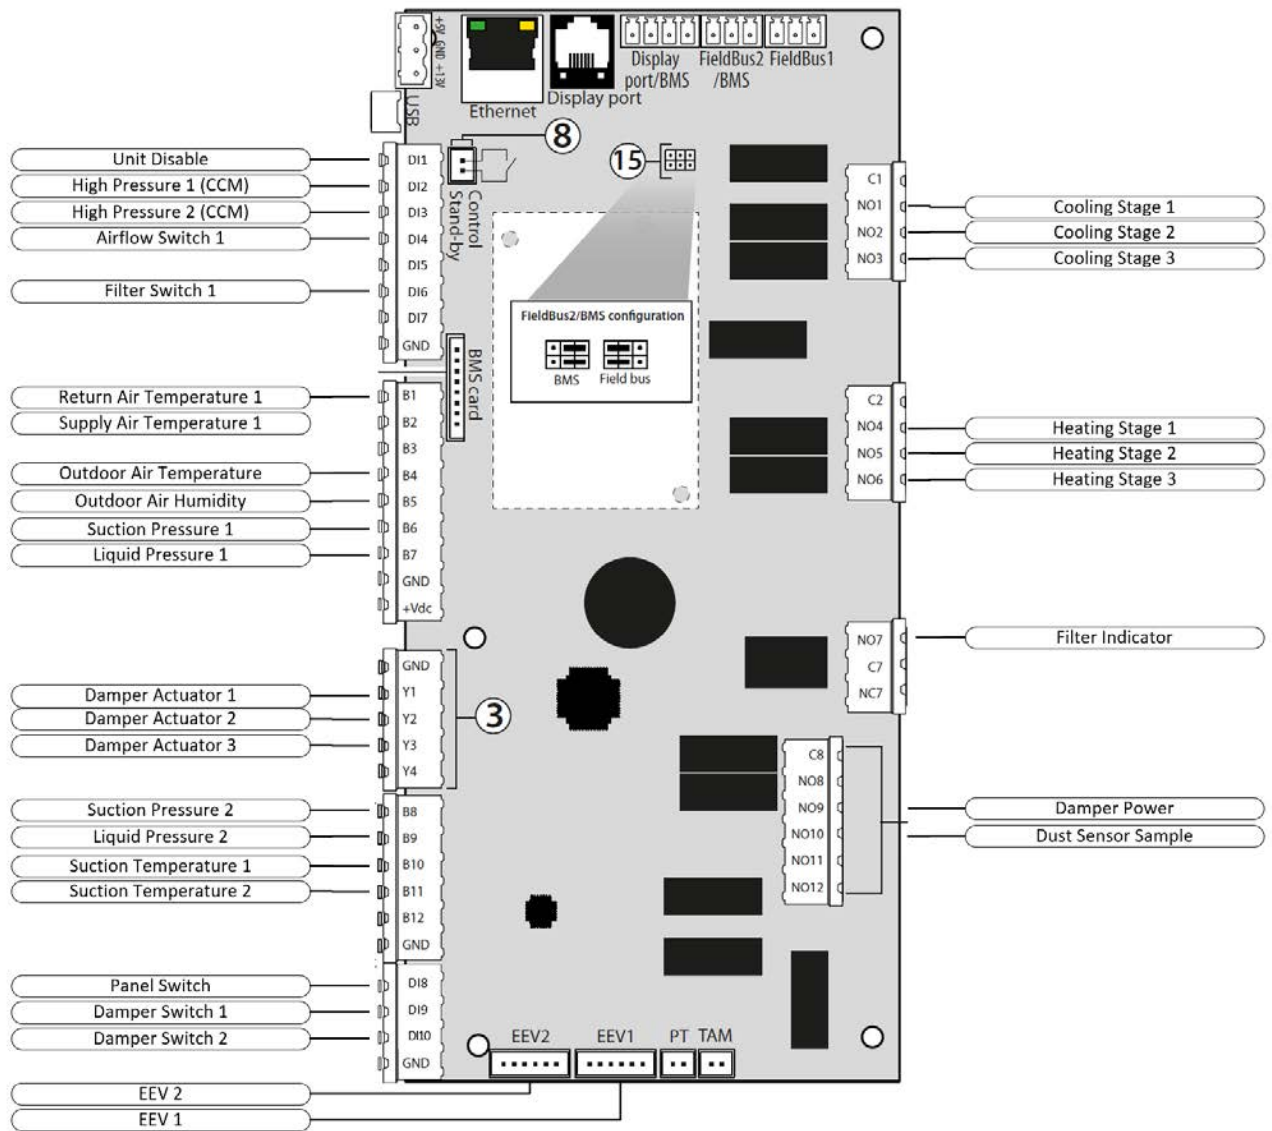 +5V GND +13V
USB
Ethernet
Display port
Display port/BMS
FieldBus2 /BMS
FieldBus1
8
15
Control Stand-by
BMS card
FieldBus2/BMS configuration
BMS
Field bus
Unit Disable
DI1
High Pressure 1 (CCM)
DI2
High Pressure 2 (CCM)
DI3
Airflow Switch 1
DI4
DI5
Filter Switch 1
DI6
DI7
GND
Return Air Temperature 1
B1
Supply Air Temperature 1
B2
B3
Outdoor Air Temperature
B4
Outdoor Air Humidity
B5
Suction Pressure 1
B6
Liquid Pressure 1
B7
GND
+Vdc
GND
Damper Actuator 1
Y1
Damper Actuator 2
Y2
Damper Actuator 3
Y3
Y4
3
Suction Pressure 2
B8
Liquid Pressure 2
B9
Suction Temperature 1
B10
Suction Temperature 2
B11
B12
GND
Panel Switch
DI8
Damper Switch 1
DI9
Damper Switch 2
DI10
GND
EEV2
EEV1
PT
TAM
EEV 2
EEV 1
C1
NO1
Cooling Stage 1
NO2
Cooling Stage 2
NO3
Cooling Stage 3
C2
NO4
Heating Stage 1
NO5
Heating Stage 2
NO6
Heating Stage 3
NO7
Filter Indicator
C7
NC7
C8
NO8
NO9
Damper Power
NO10
Dust Sensor Sample
NO11
NO12